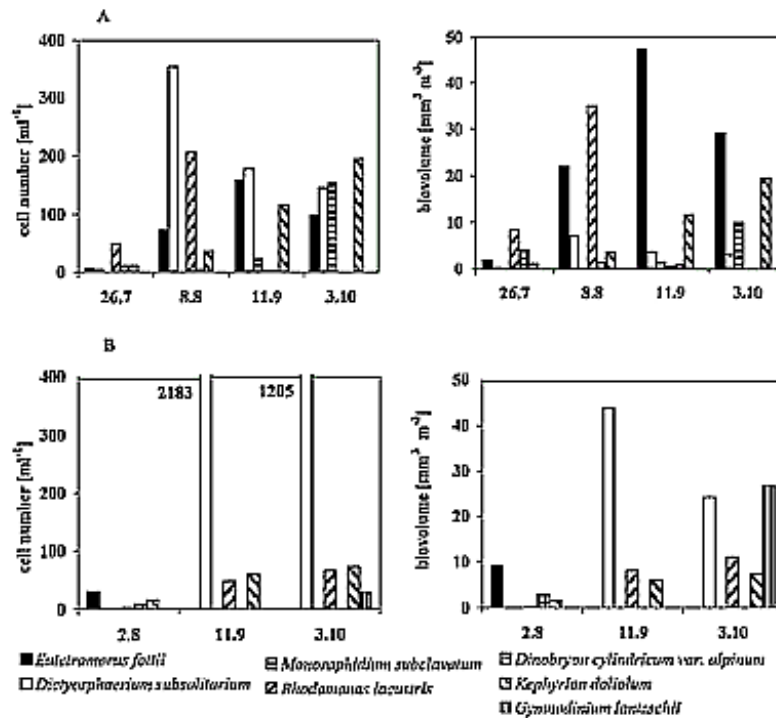 A
400
300
200
100
0
cell number [ml⁻¹]
26.7 8.8 11.9 3.10
50
40
30
20
10
0
biovolume [mm³ m⁻³]
26.7 8.8 11.9 3.10
B
400
300
200
100
0
cell number [ml⁻¹]
2183 1205
2.8 11.9 3.10
50
40
30
20
10
0
biovolume [mm³ m⁻³]
2.8 11.9 3.10
Monoraphidium subclavatum
Dinobryon cylindricum var. alpinum
Dictyosphaerium subsolitarium
Rhodomonas lacustris
Kephyrion doliolum
Gymnodinium